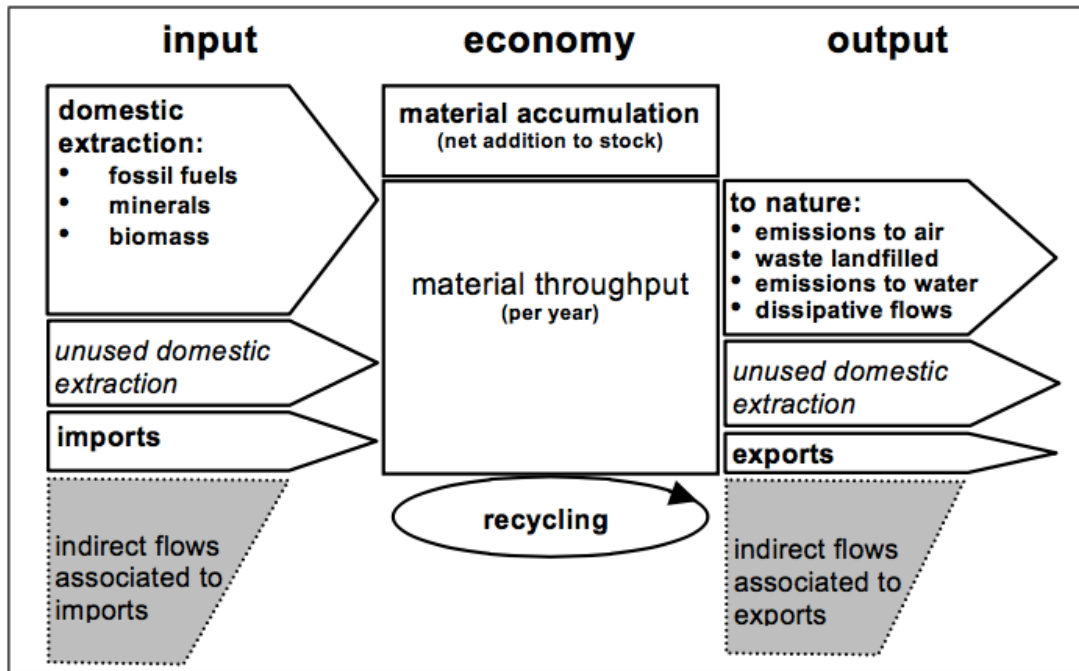 input
economy
output
domestic
extraction:
• fossil fuels
• minerals
• biomass
unused domestic
extraction
imports
indirect flows
associated to
imports
material accumulation
(net addition to stock)
material throughput
(per year)
recycling
to nature:
• emissions to air
• waste landfilled
• emissions to water
• dissipative flows
unused domestic
extraction
exports
indirect flows
associated to
exports